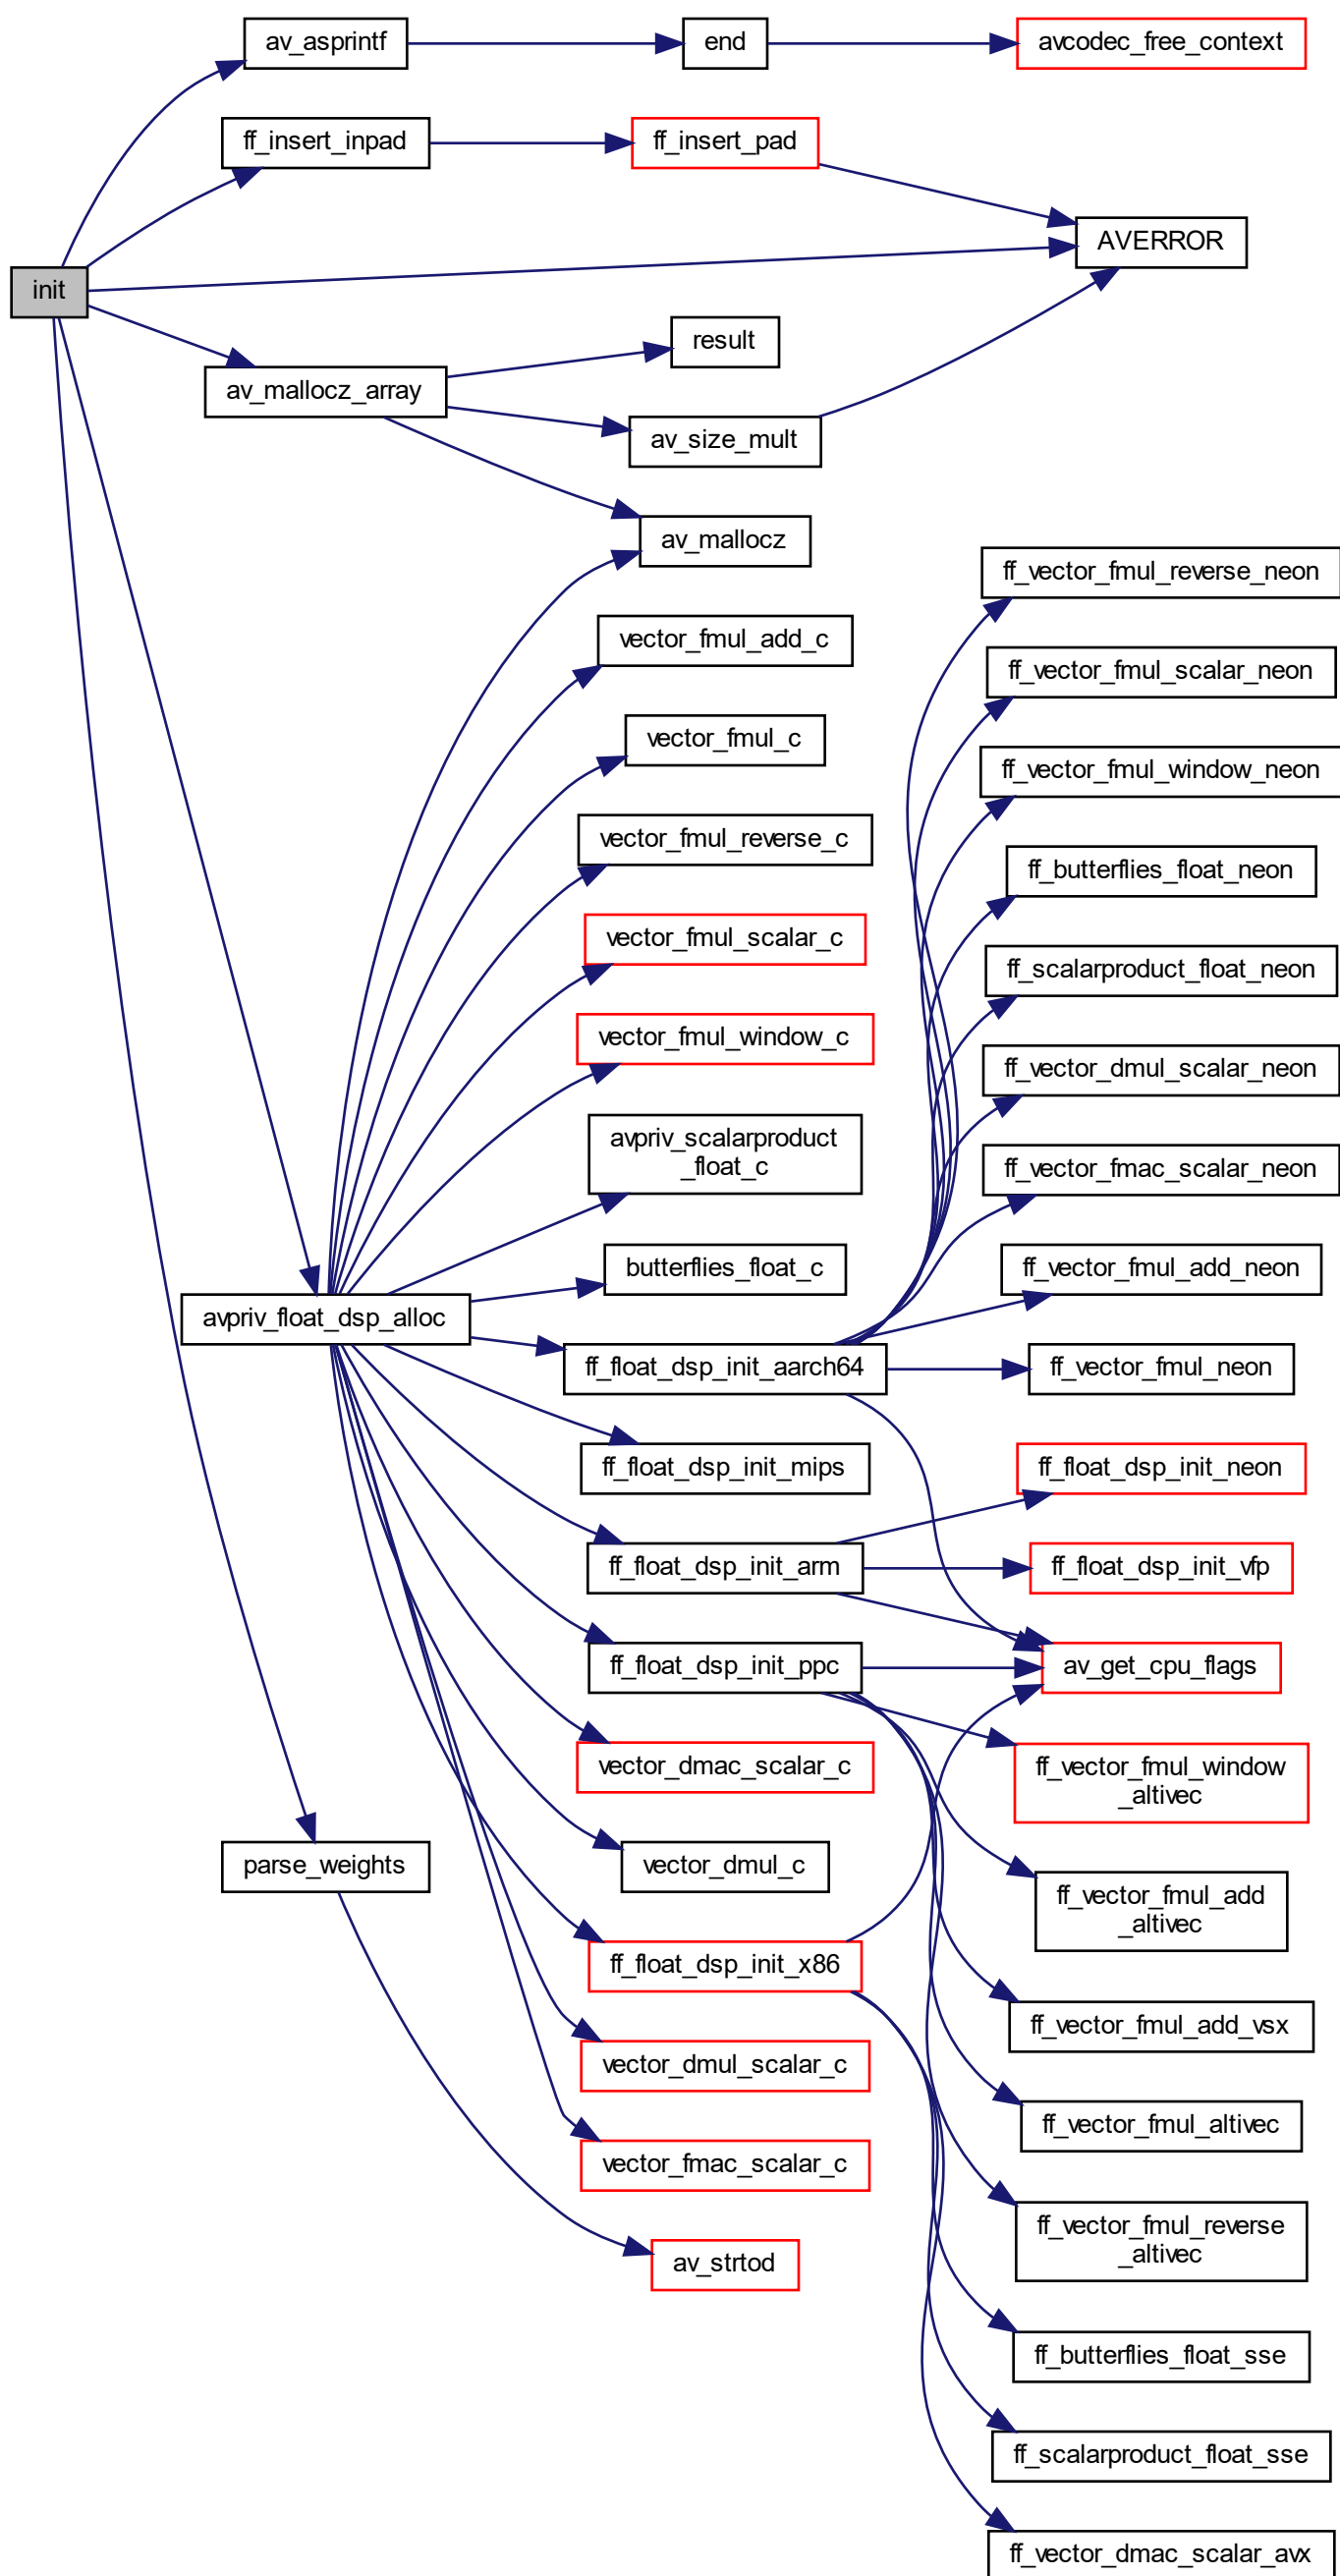 av_asprintf
end
avcodec_free_context
ff_insert_inpad
ff_insert_pad
AVERROR
init
result
av_mallocz_array
av_size_mult
av_mallocz
ff_vector_fmul_reverse_neon
vector_fmul_add_c
ff_vector_fmul_scalar_neon
vector_fmul_c
ff_vector_fmul_window_neon
vector_fmul_reverse_c
ff_butterflies_float_neon
vector_fmul_scalar_c
ff_scalarproduct_float_neon
vector_fmul_window_c
ff_vector_dmul_scalar_neon
avpriv_scalarproduct
_float_c
ff_vector_fmac_scalar_neon
butterflies_float_c
ff_vector_fmul_add_neon
avpriv_float_dsp_alloc
ff_float_dsp_init_aarch64
ff_vector_fmul_neon
ff_float_dsp_init_mips
ff_float_dsp_init_neon
ff_float_dsp_init_arm
ff_float_dsp_init_vfp
ff_float_dsp_init_ppc
av_get_cpu_flags
vector_dmac_scalar_c
ff_vector_fmul_window
_altivec
parse_weights
vector_dmul_c
ff_vector_fmul_add
_altivec
ff_float_dsp_init_x86
ff_vector_fmul_add_vsx
vector_dmul_scalar_c
ff_vector_fmul_altivec
vector_fmac_scalar_c
ff_vector_fmul_reverse
_altivec
av_strtod
ff_butterflies_float_sse
ff_scalarproduct_float_sse
ff_vector_dmac_scalar_avx